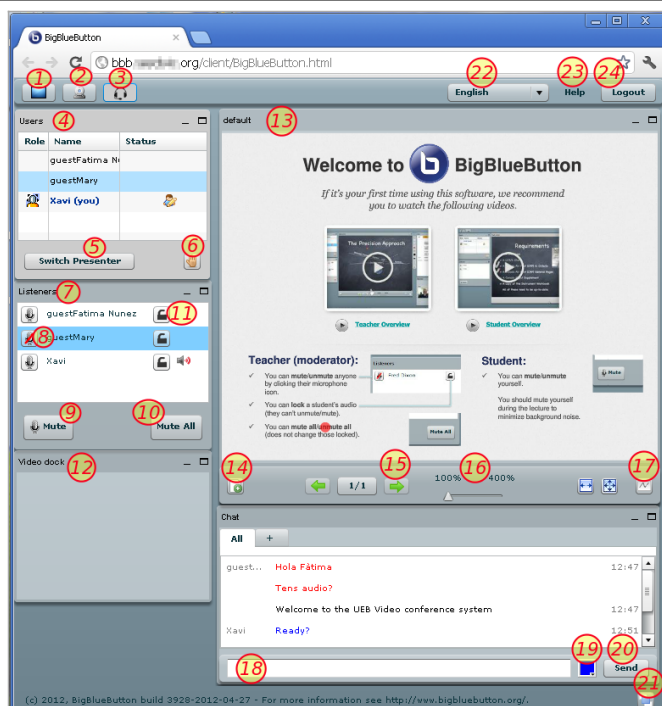 BigBlueButton
bbb. .org/client/BigBlueButton.html
1
2
3
22
23
24
English
Help
Logout
Users
4
Role Name Status
guestFatima Nu
guestMary
Xavi (you)
5
6
Switch Presenter
Listeners
7
guestFatima Nunez
11
8
guestMary
Xavi
9
10
Mute
Mute All
Video dock
12
default
13
Welcome to b BigBlueButton
If it's your first time using this software, we recommend
you to watch the following videos.
The Precision Approach
Requirements
Teacher Overview
Student Overview
Teacher (moderator):
You can mute/unmute anyone
by clicking their microphone
icon.
You can lock a student's audio
(they can't unmute/mute).
You can mute all/unmute all
(does not change those locked).
Listeners
Mute All
Student:
You can mute/unmute
yourself.
You should mute yourself
during the lecture to
minimize background noise.
Mute
14
15
16
17
1/1
100% 400%
Chat
All +
guest... Hola Fàtima 12:47
Tens audio?
Welcome to the UEB Video conference system 12:47
Xavi Ready? 12:51
18
19
20
Send
21
(c) 2012, BigBlueButton build 3928-2012-04-27 - For more information see http://www.bigbluebutton.org/.